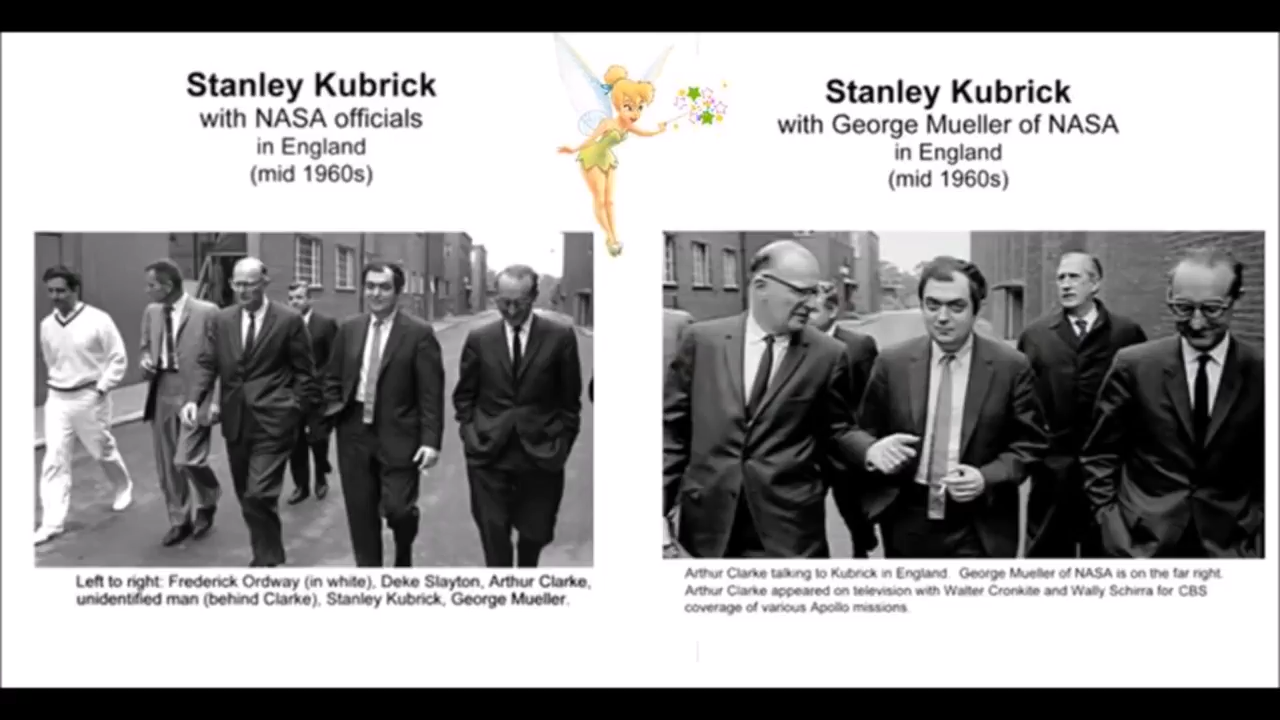 Stanley Kubrick
with NASA officials
in England
(mid 1960s)
Left to right: Frederick Ordway (in white), Deke Slayton, Arthur Clarke,
unidentified man (behind Clarke), Stanley Kubrick, George Mueller.
Stanley Kubrick
with George Mueller of NASA
in England
(mid 1960s)
Arthur Clarke talking to Kubrick in England. George Mueller of NASA is on the far right.
Arthur Clarke appeared on television with Walter Cronkite and Wally Schirra for CBS
coverage of various Apollo missions.